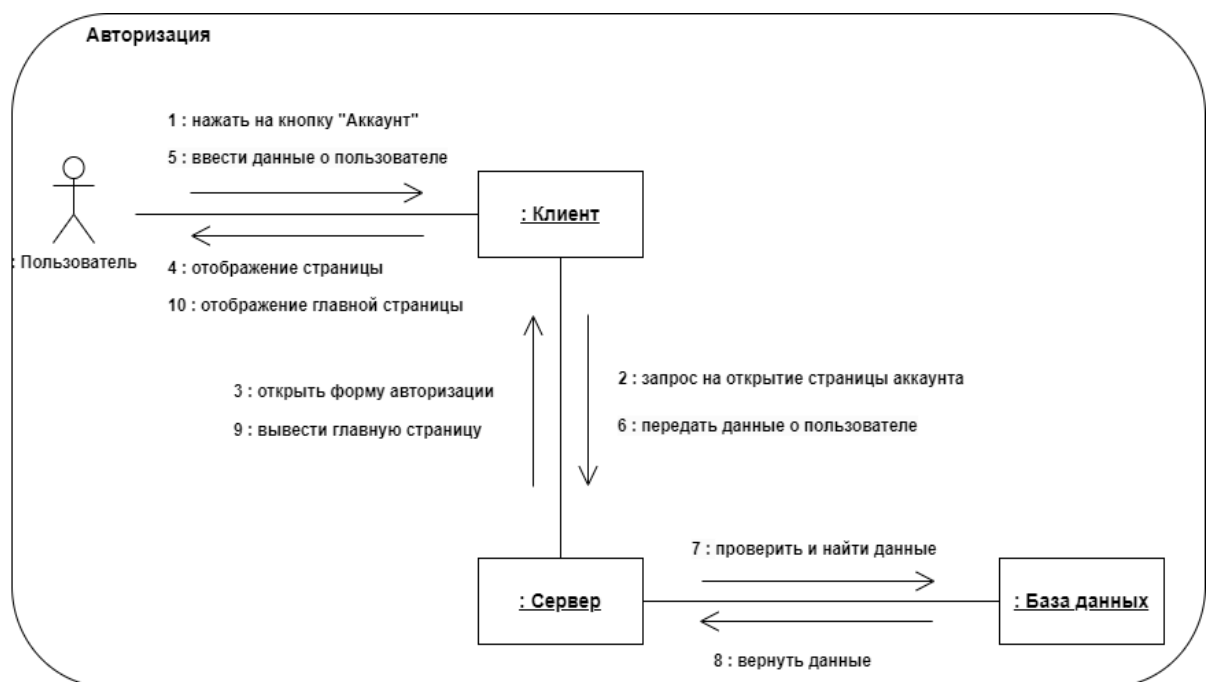 Авторизация
1 : нажать на кнопку "Аккаунт"
5 : ввести данные о пользователе
: Клиент
: Пользователь
4 : отображение страницы
10 : отображение главной страницы
3 : открыть форму авторизации
9 : вывести главную страницу
2 : запрос на открытие страницы аккаунта
6 : передать данные о пользователе
7 : проверить и найти данные
: Сервер
: База данных
8 : вернуть данные